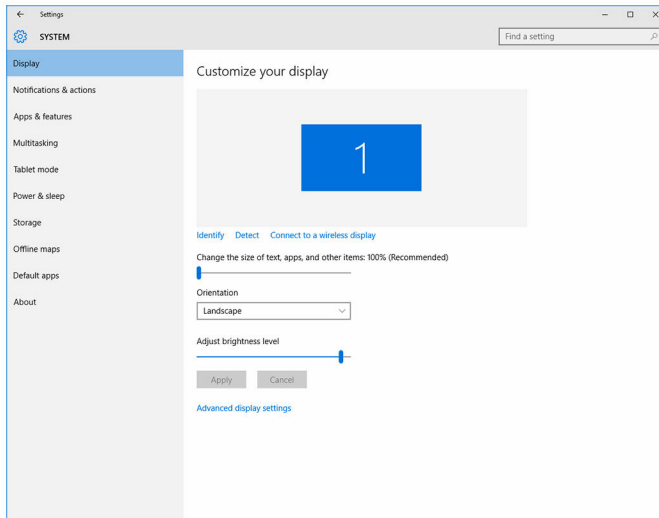 Settings
SYSTEM
Find a setting
Display
Notifications & actions
Apps & features
Multitasking
Tablet mode
Power & sleep
Storage
Offline maps
Default apps
About
Customize your display
1
Identify Detect Connect to a wireless display
Change the size of text, apps, and other items: 100% (Recommended)
Orientation
Landscape
Adjust brightness level
Apply Cancel
Advanced display settings